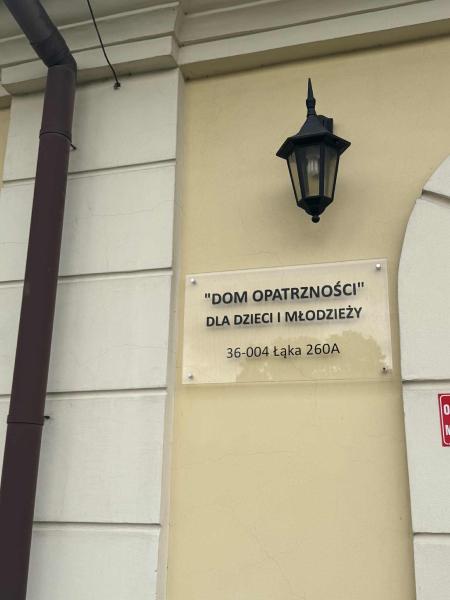 "DOM OPATRZNOŚCI"
DLA DZIECI I MŁODZIEŻY
36-004 Łąka 260A